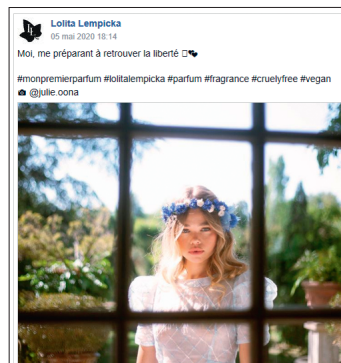 Lolita Lempicka
05 mai 2020 18:14
Moi, me préparant à retrouver la liberté
#monpremierparfum #lolitalempicka #parfum #fragrance #cruelyfree #vegan
@julie.oona